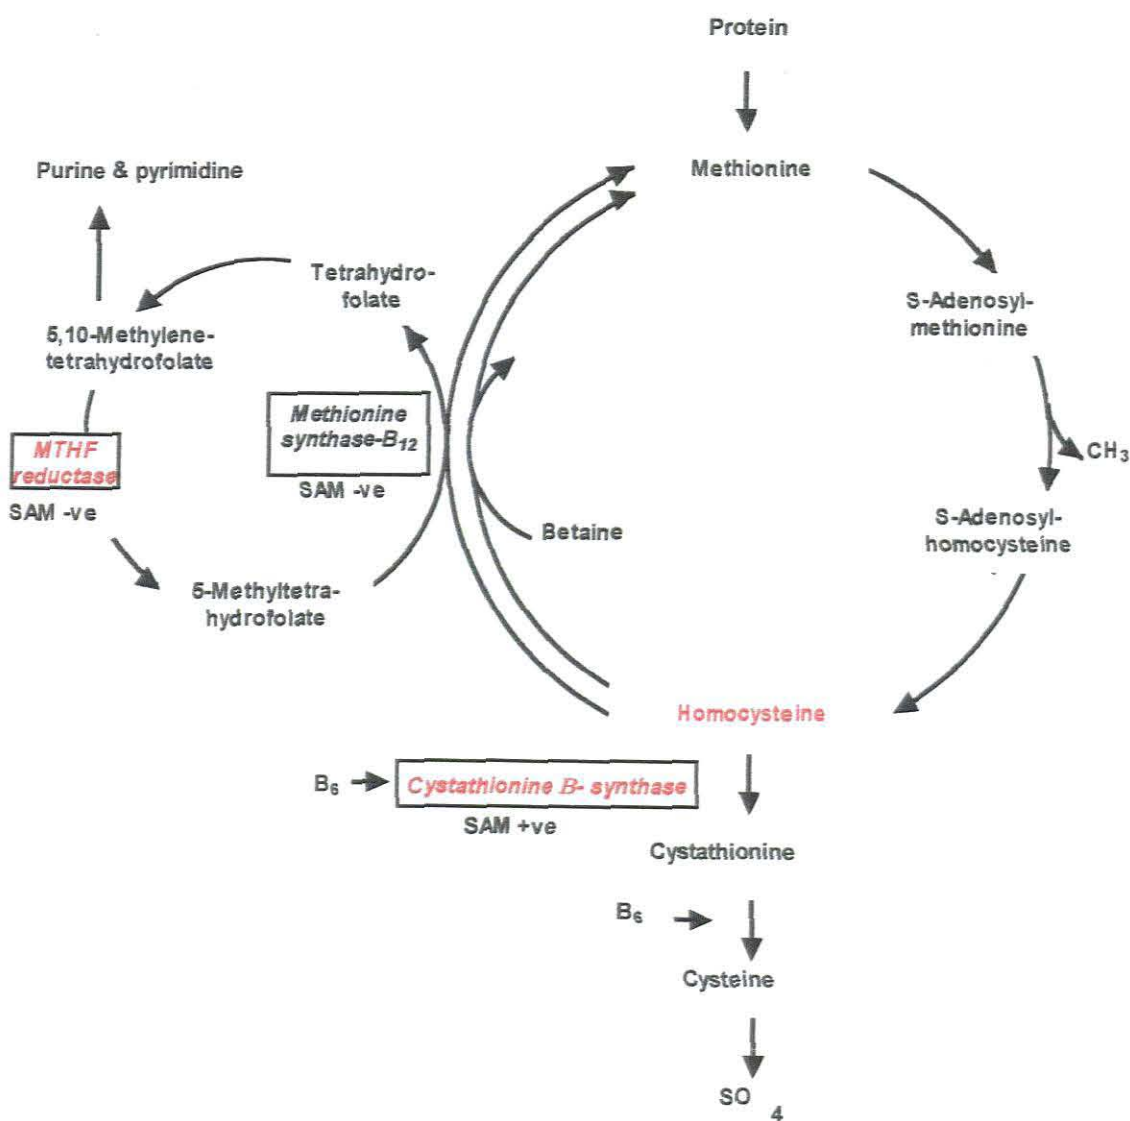 Protein
Methionine
Purine & pyrimidine
Tetrahydro-
folate
5,10-Methylene-
tetrahydrofolate
S-Adenosyl-
methionine
Methionine
synthase-B12
SAM -ve
MTHF
reductase
SAM -ve
CH3
Betaine
S-Adenosyl-
homocysteine
5-Methyltetra-
hydrofolate
Homocysteine
B6
Cystathionine B- synthase
SAM +ve
Cystathionine
B6
Cysteine
SO 4